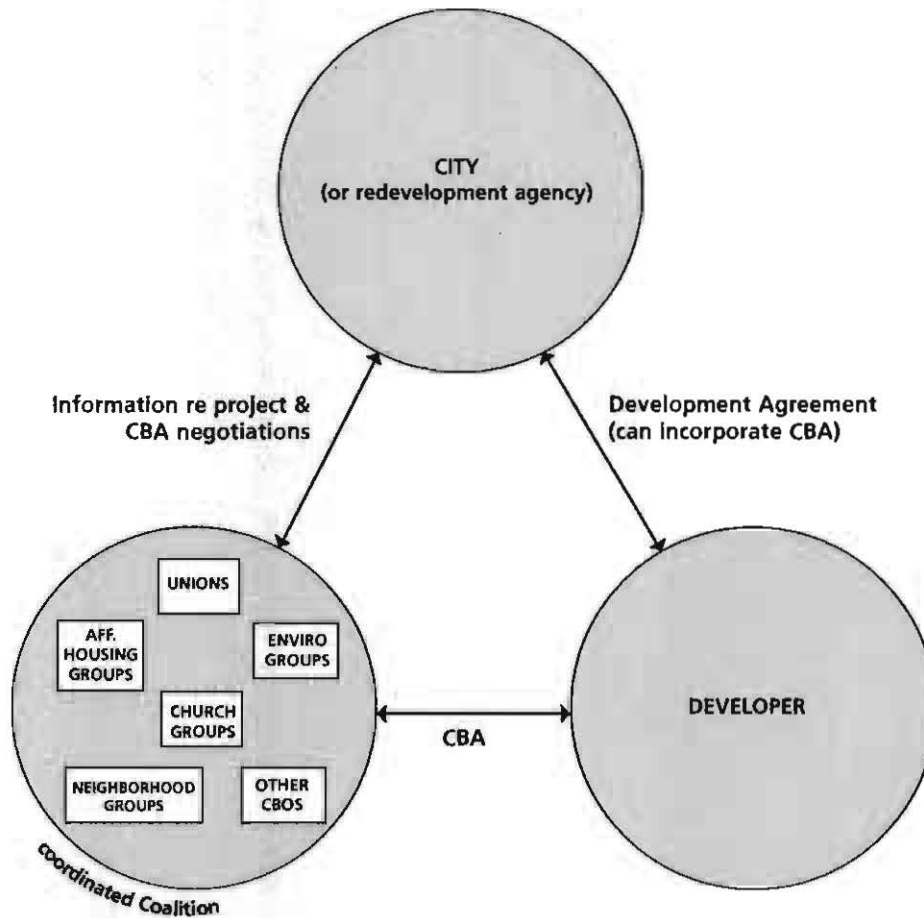 CITY
(or redevelopment agency)
Information re project &
CBA negotiations
Development Agreement
(can incorporate CBA)
UNIONS
AFF.
HOUSING
GROUPS
ENVIRO
GROUPS
CHURCH
GROUPS
NEIGHBORHOOD
GROUPS
OTHER
CBOS
coordinated Coalition
CBA
DEVELOPER